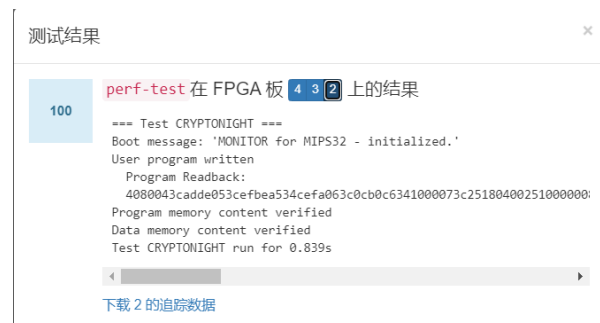 测试结果
×
100
perf-test 在 FPGA 板 4 3 2 上的结果
=== Test CRYPTONIGHT ===
Boot message: 'MONITOR for MIPS32 - initialized.'
User program written
Program Readback:
4080043cadde053cefbea534cefa063c0cb0c6341000073c25180400251000000
Program memory content verified
Data memory content verified
Test CRYPTONIGHT run for 0.839s
下载 2 的追踪数据